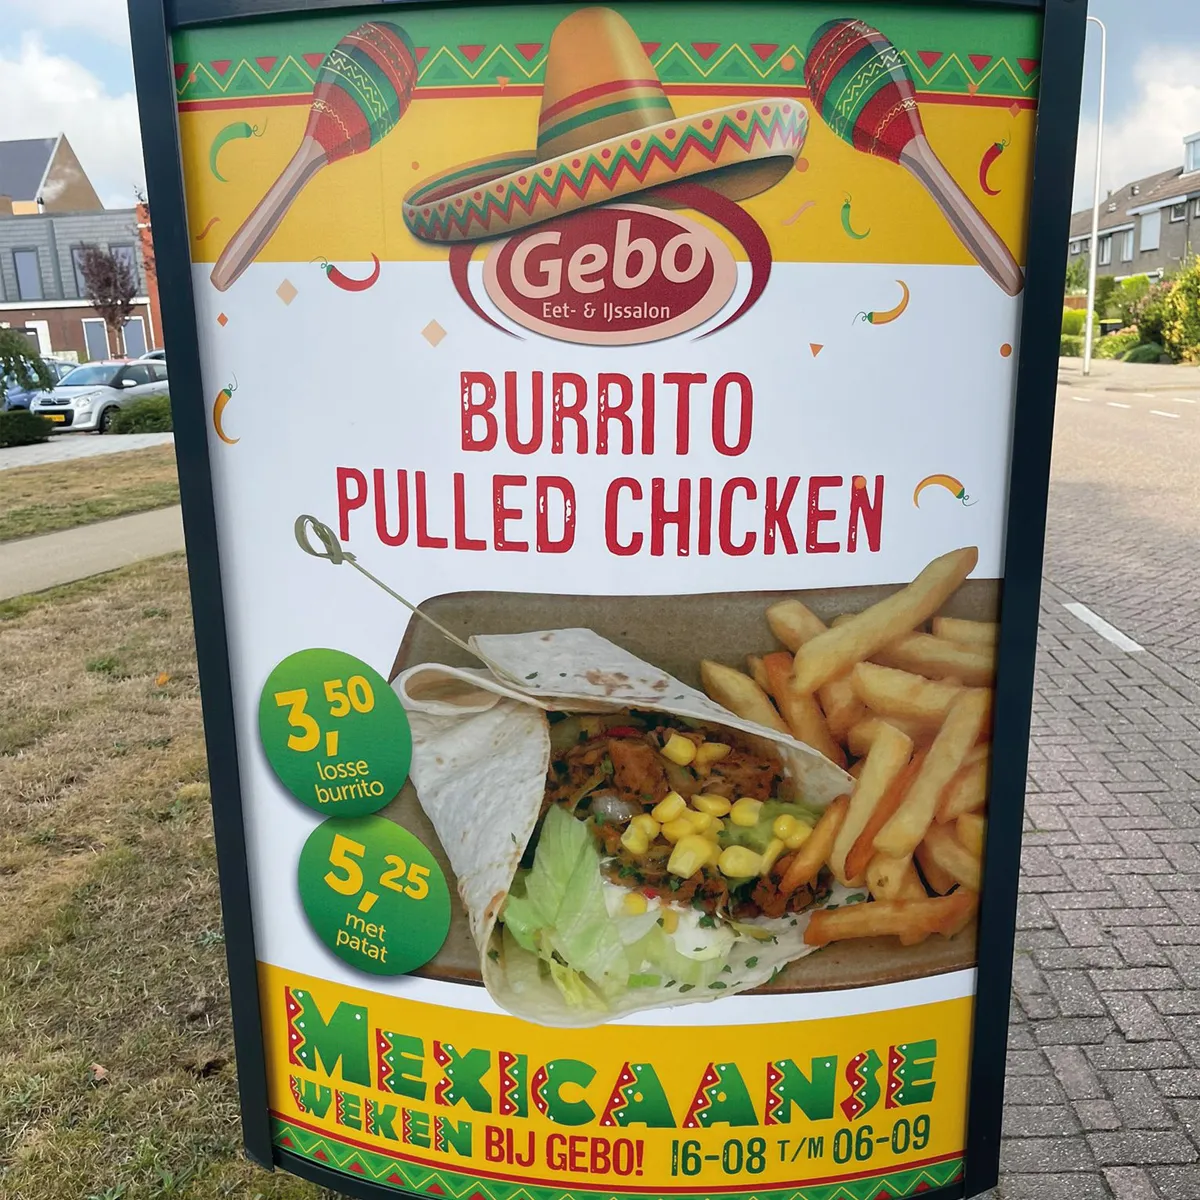 Gebo
Eet- & IJssalon
BURRITO
PULLED CHICKEN
3,50
losse
burrito
5,25
met
patat
MEXICAANSE
WEKEN BIJ GEBO! 16-08 T/M 06-09